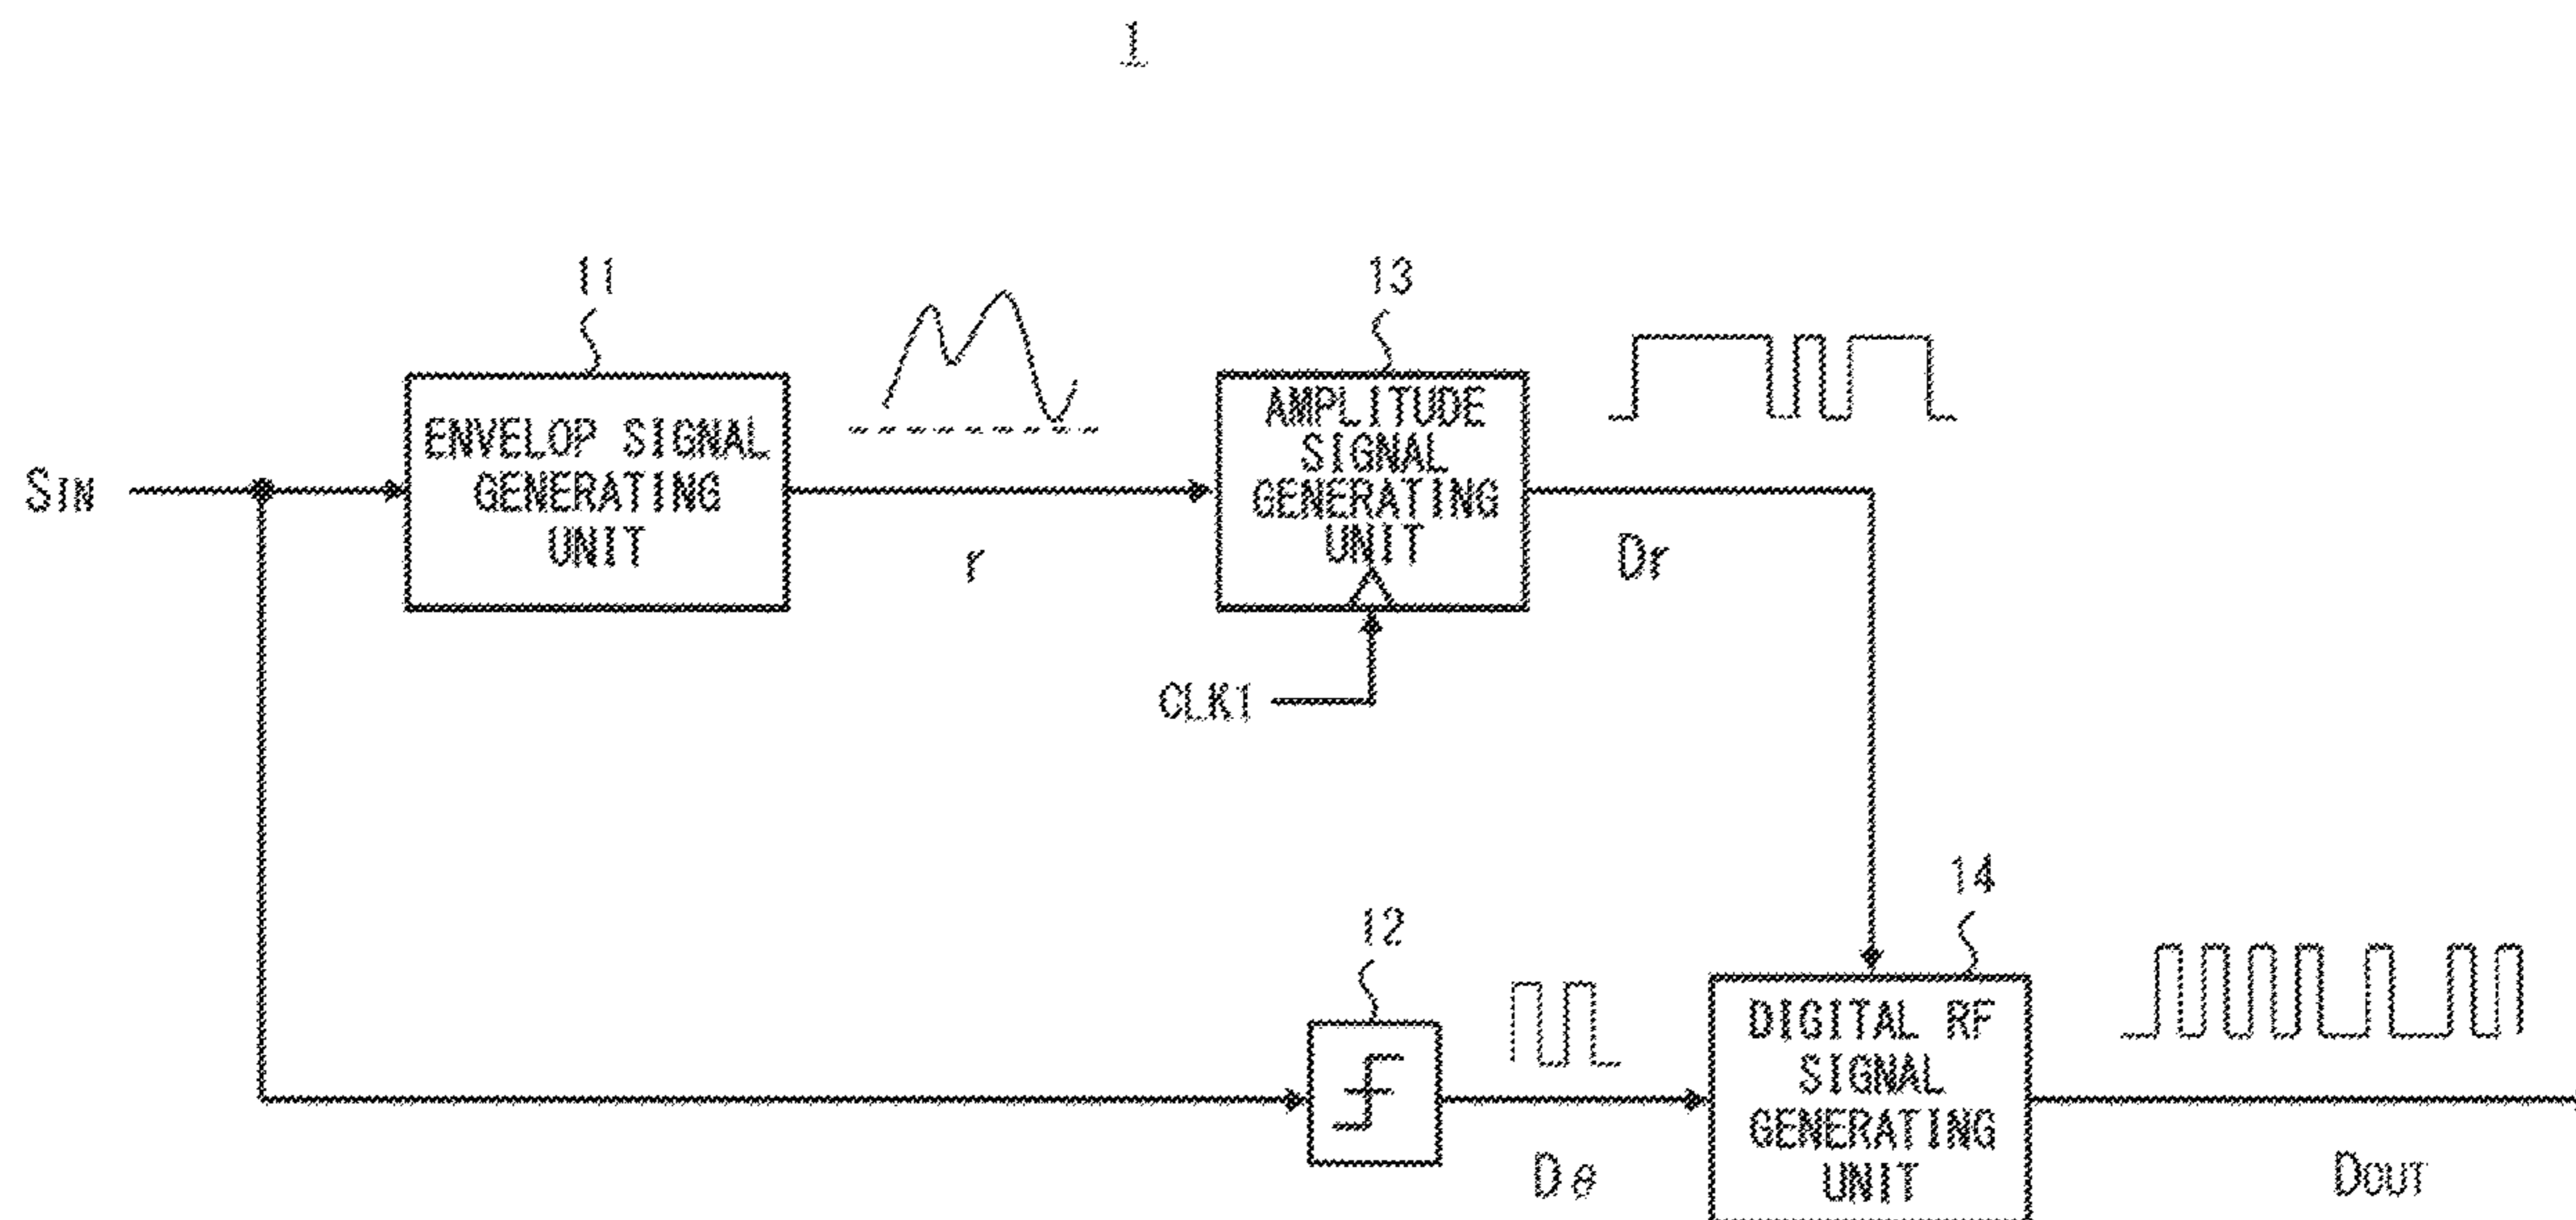 1
11
13
ENVELOP SIGNAL
GENERATING
UNIT
AMPLITUDE
SIGNAL
GENERATING
UNIT
SIN
r
Dr
CLK1
14
12
DIGITAL RF
SIGNAL
GENERATING
UNIT
Dθ
DOUT